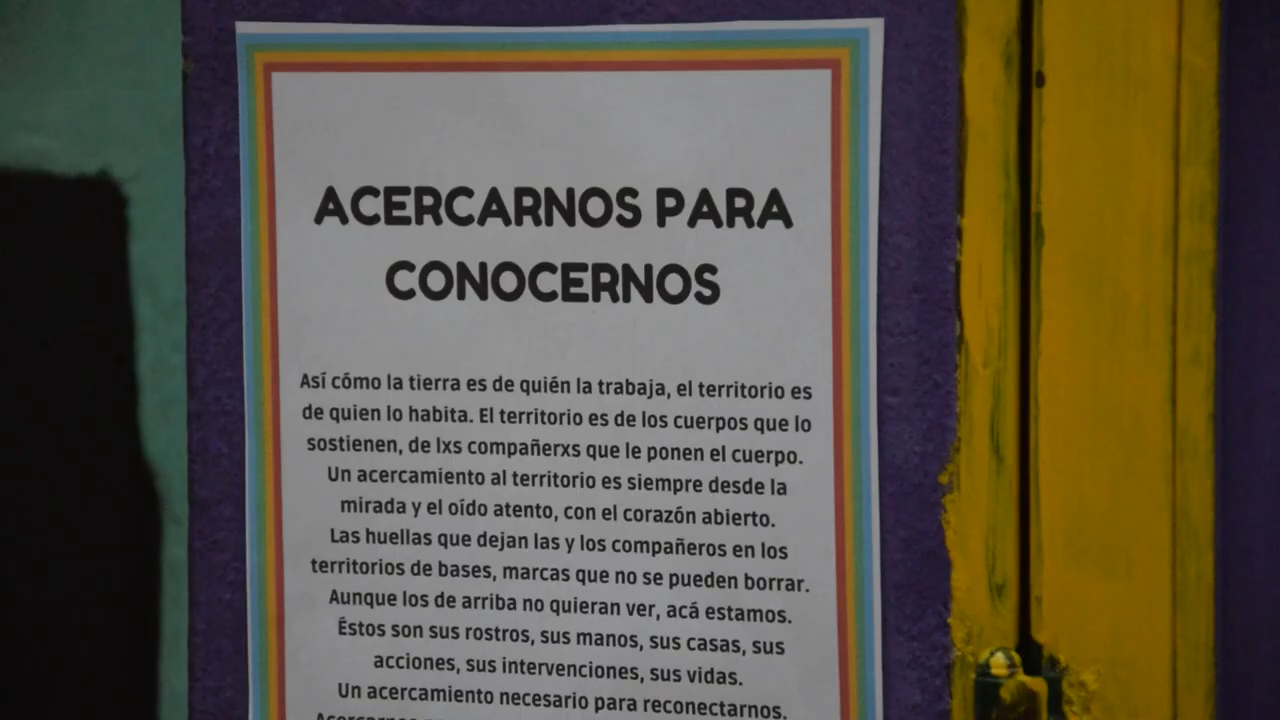 ACERCARNOS PARA
CONOCERNOS
Así cómo la tierra es de quién la trabaja, el territorio es
de quien lo habita. El territorio es de los cuerpos que lo
sostienen, de lxs compañerxs que le ponen el cuerpo.
Un acercamiento al territorio es siempre desde la
mirada y el oído atento, con el corazón abierto.
Las huellas que dejan las y los compañeros en los
territorios de bases, marcas que no se pueden borrar.
Aunque los de arriba no quieran ver, acá estamos.
Éstos son sus rostros, sus manos, sus casas, sus
acciones, sus intervenciones, sus vidas.
Un acercamiento necesario para reconectarnos.